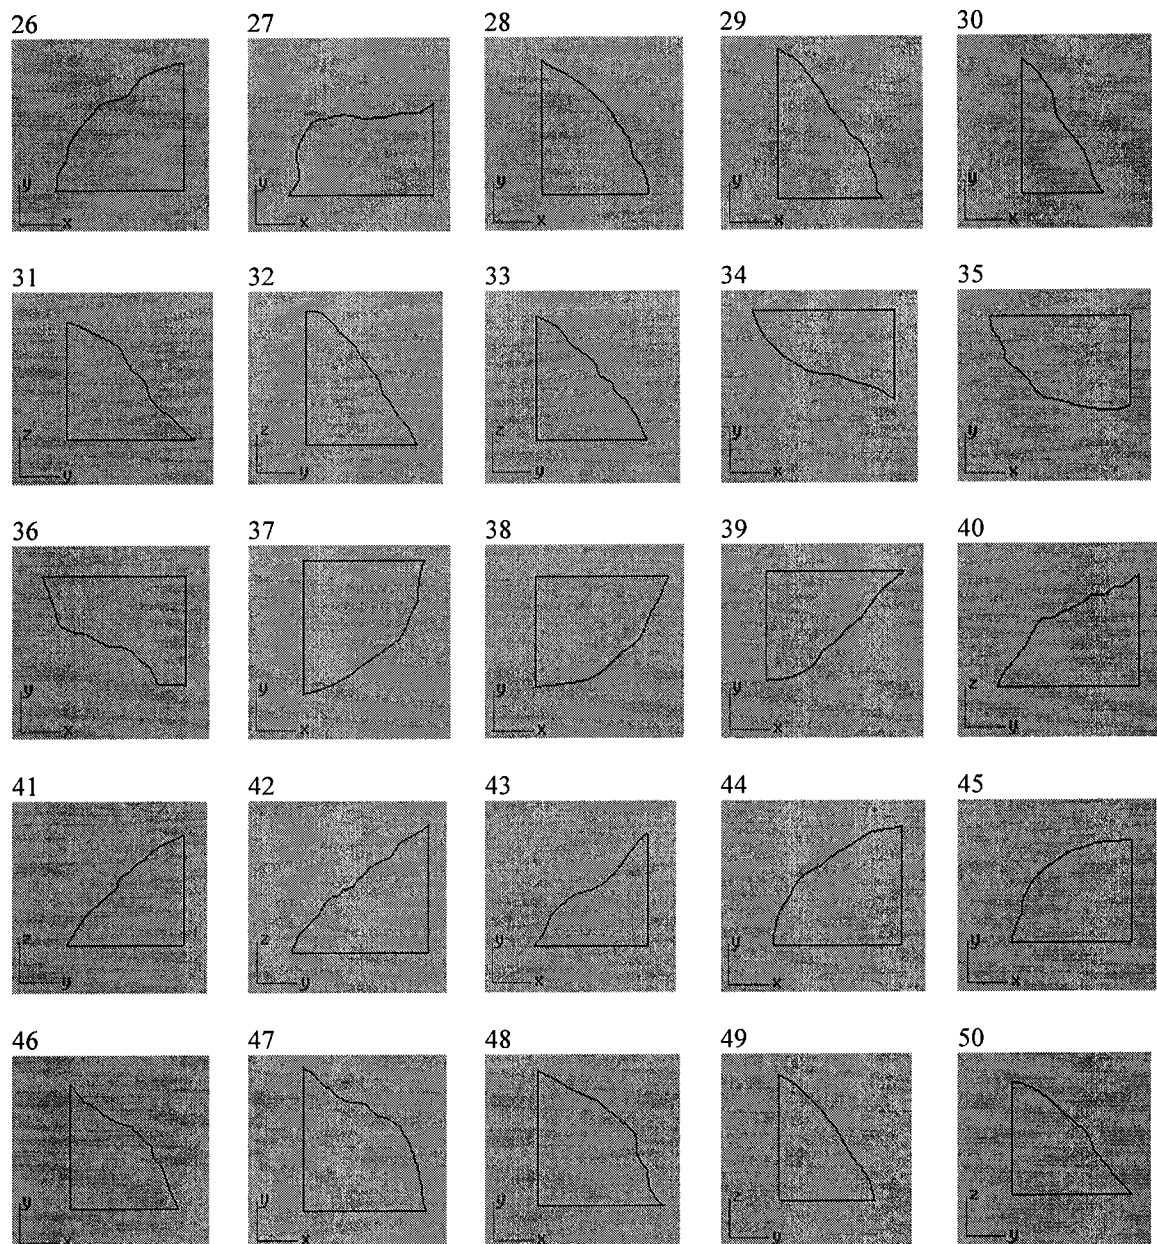 26 27 28 29 30
y x y x y x y x y x
31 32 33 34 35
z y z y z y y x y x
36 37 38 39 40
y x y x y x y x z y
41 42 43 44 45
z y z y y x y x y x
46 47 48 49 50
y x y x y x z y z y